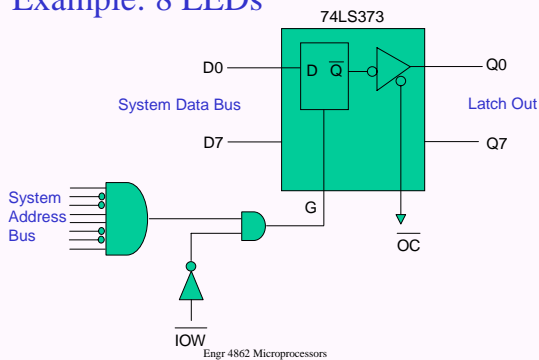 Example: 8 LEDs
74LS373
D0
D
Q
Q0
System Data Bus
Latch Out
D7
Q7
System
Address
Bus
G
OC
IOW
Engr 4862 Microprocessors